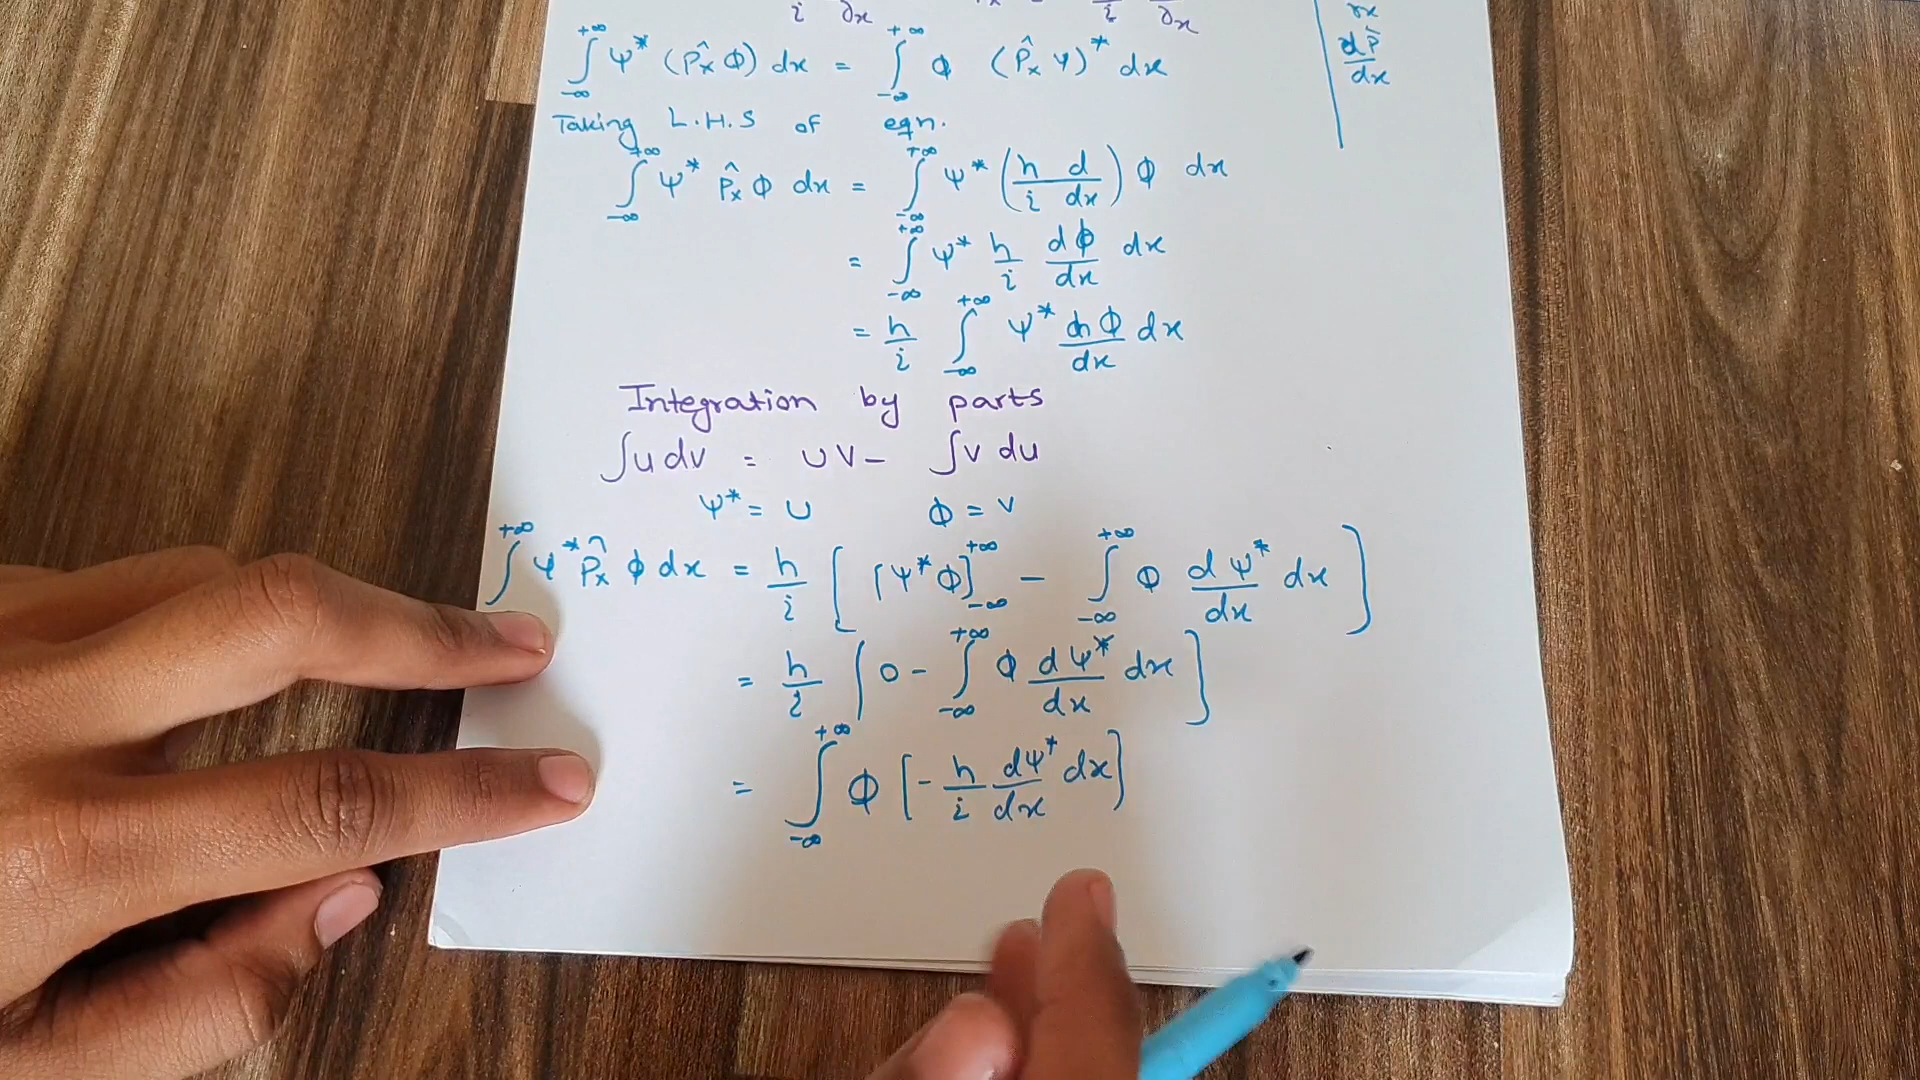 i ∂x i ∂x
∫_{-∞}^{+∞} ψ* (P̂x ϕ) dx = ∫_{-∞}^{+∞} ϕ (P̂x ψ)* dx
dx
Taking L.H.S of eqn.
∫_{-∞}^{+∞} ψ* P̂x ϕ dx = ∫_{-∞}^{+∞} ψ* (h/i d/dx) ϕ dx
= ∫_{-∞}^{+∞} ψ* h/i dϕ/dx dx
= h/i ∫_{-∞}^{+∞} ψ* dϕ/dx dx
Integration by parts
∫u dv = UV - ∫v du
ψ* = U ϕ = V
∫^{+∞} ψ* P̂x ϕ dx = h/i [ [ψ*ϕ]_{-∞}^{+∞} - ∫_{-∞}^{+∞} ϕ dψ*/dx dx ]
= h/i [ 0 - ∫_{-∞}^{+∞} ϕ dψ*/dx dx ]
= ∫_{-∞}^{+∞} ϕ [ - h/i dψ*/dx dx ]